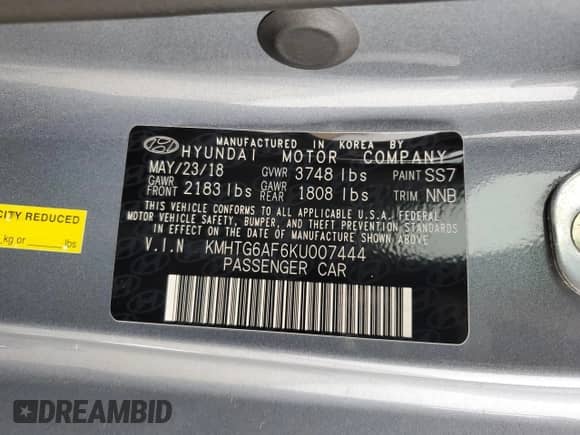 MANUFACTURED IN KOREA BY
HYUNDAI MOTOR COMPANY
MAY/23/18 GVWR 3748 lbs PAINT SS7
GAWR FRONT 2183 lbs GAWR REAR 1808 lbs TRIM NNB
THIS VEHICLE CONFORMS TO ALL APPLICABLE U.S.A. FEDERAL
MOTOR VEHICLE SAFETY, BUMPER, AND THEFT PREVENTION STANDARDS
IN EFFECT ON THE DATE OF MANUFACTURE SHOWN ABOVE.
V.I.N KMHTG6AF6KU007444
PASSENGER CAR
CITY REDUCED
kg or ____ lbs
DREAMBID